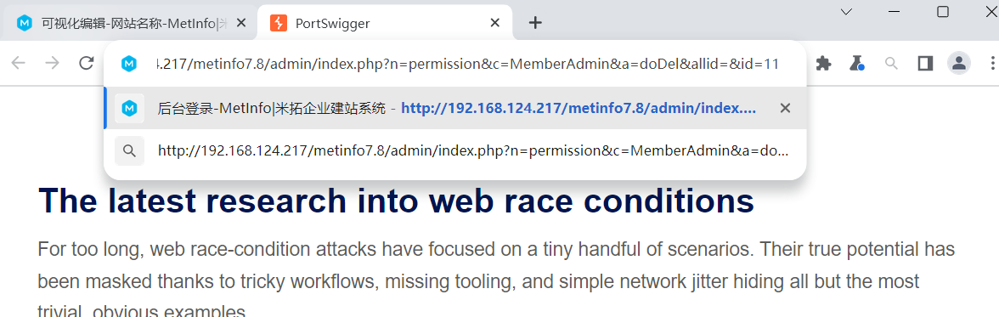 可视化编辑-网站名称-MetInfo|米
PortSwigger
4.217/metinfo7.8/admin/index.php?n=permission&c=MemberAdmin&a=doDel&allid=&id=11
后台登录-MetInfo|米拓企业建站系统 - http://192.168.124.217/metinfo7.8/admin/index....
http://192.168.124.217/metinfo7.8/admin/index.php?n=permission&c=MemberAdmin&a=do...
The latest research into web race conditions
For too long, web race-condition attacks have focused on a tiny handful of scenarios. Their true potential has
been masked thanks to tricky workflows, missing tooling, and simple network jitter hiding all but the most
trivial, obvious examples.